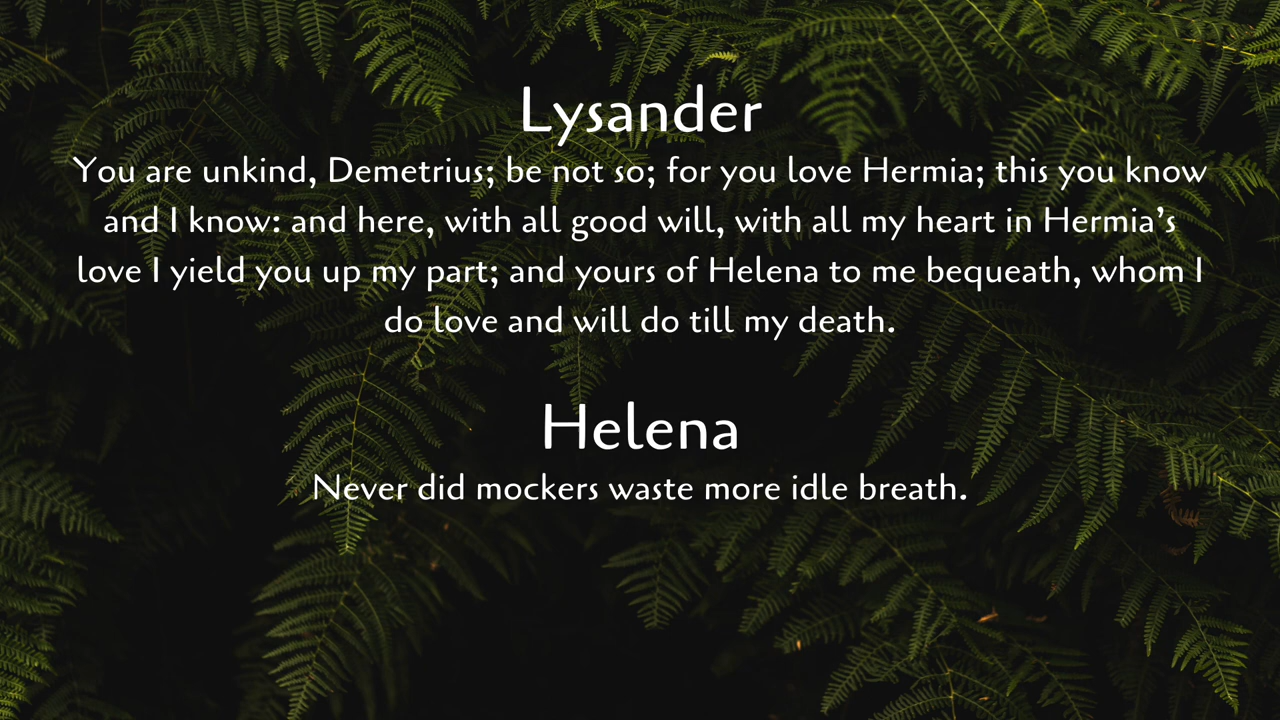 Lysander
You are unkind, Demetrius; be not so; for you love Hermia; this you know
and I know: and here, with all good will, with all my heart in Hermia’s
love I yield you up my part; and yours of Helena to me bequeath, whom I
do love and will do till my death.
Helena
Never did mockers waste more idle breath.